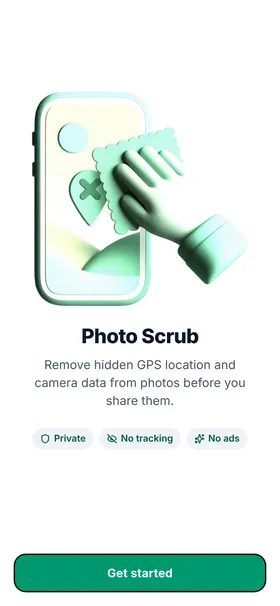 Photo Scrub
Remove hidden GPS location and
camera data from photos before you
share them.
Private
No tracking
No ads
Get started